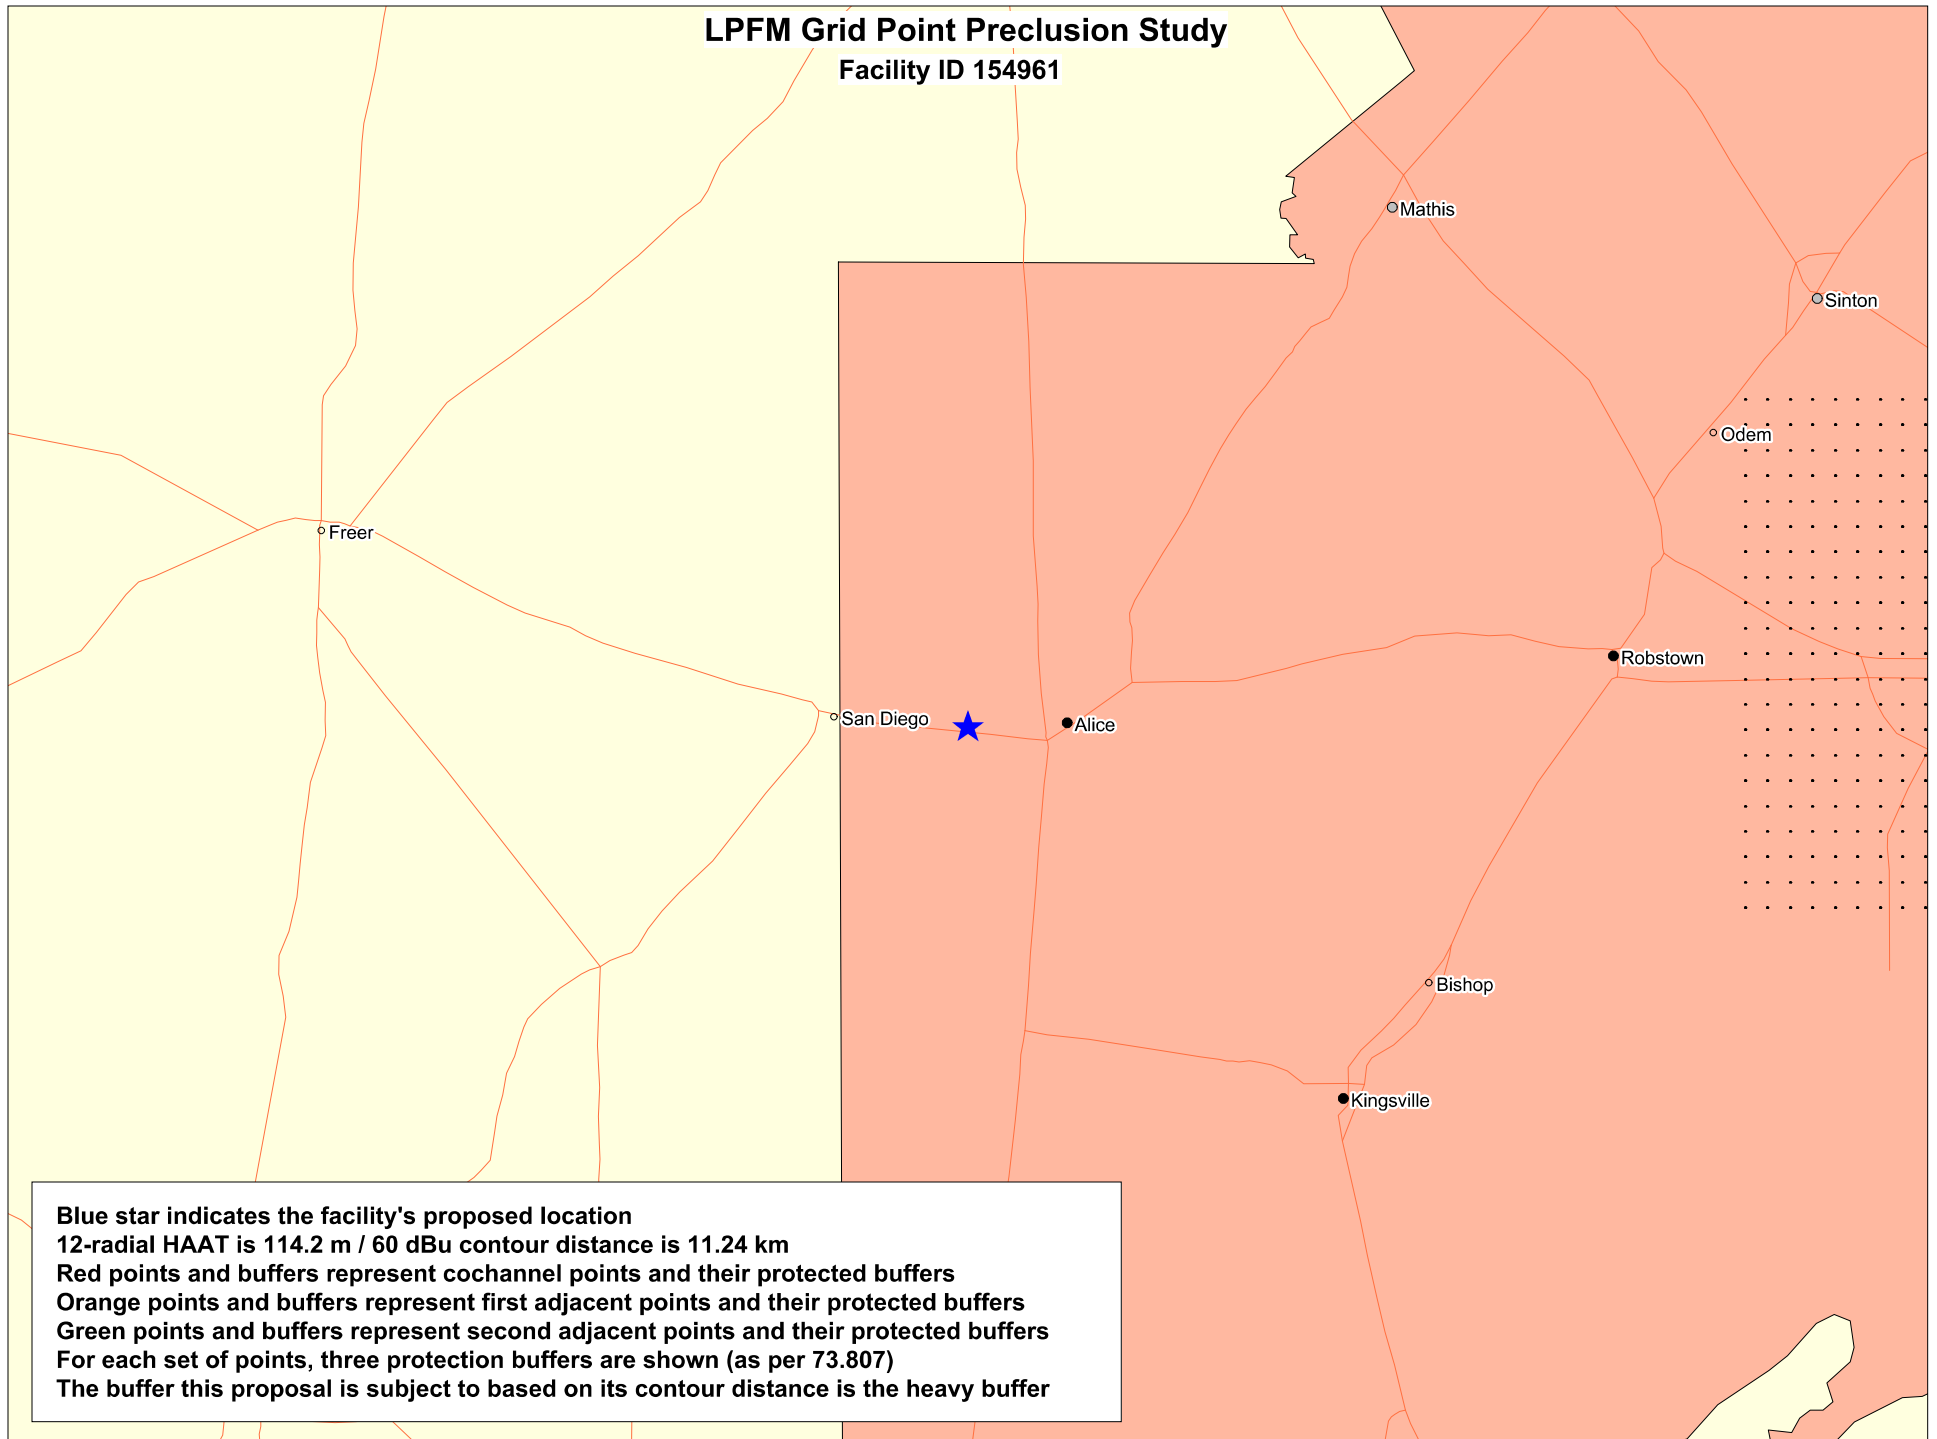 LPFM Grid Point Preclusion Study
Facility ID 154961
Mathis
Sinton
Odem
Freer
Robstown
San Diego
Alice
Bishop
Kingsville
Blue star indicates the facility's proposed location
12-radial HAAT is 114.2 m / 60 dBu contour distance is 11.24 km
Red points and buffers represent cochannel points and their protected buffers
Orange points and buffers represent first adjacent points and their protected buffers
Green points and buffers represent second adjacent points and their protected buffers
For each set of points, three protection buffers are shown (as per 73.807)
The buffer this proposal is subject to based on its contour distance is the heavy buffer